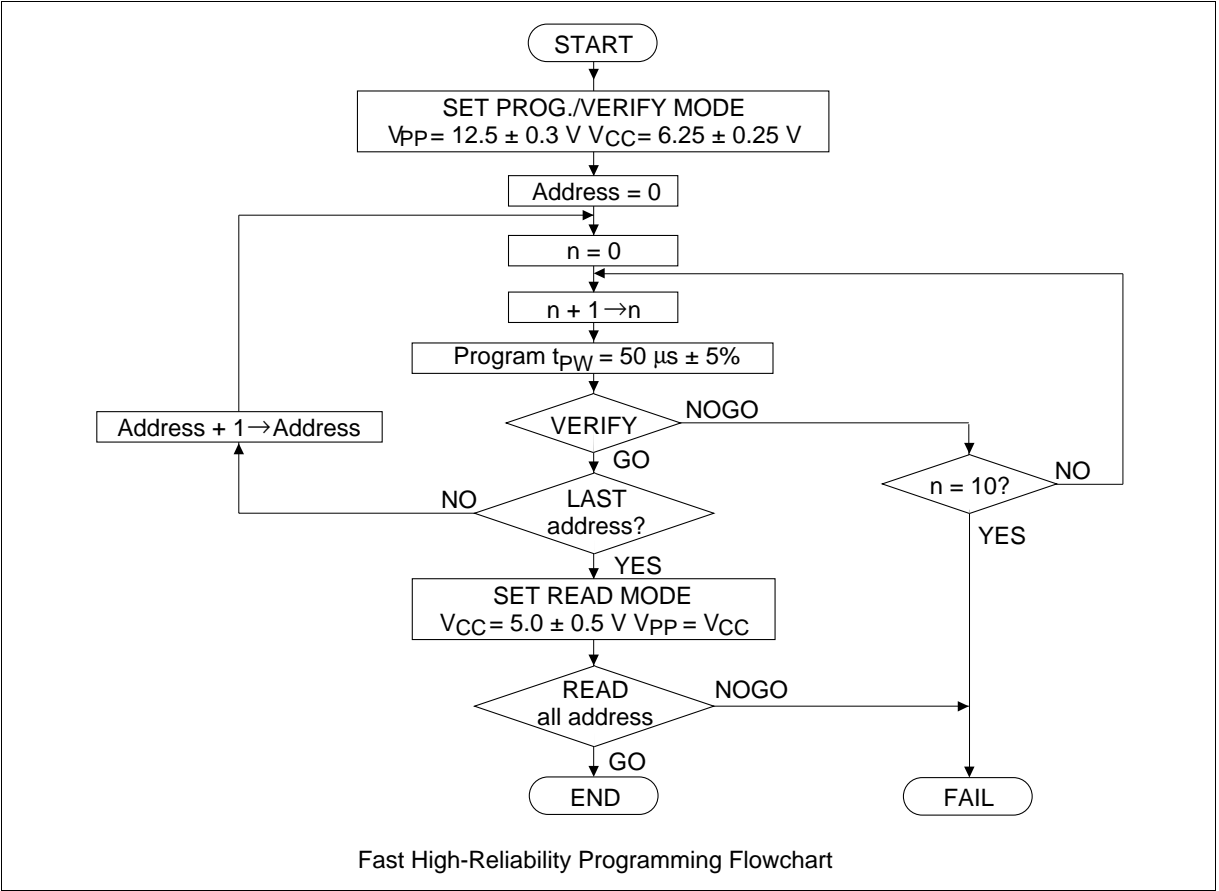 START
SET PROG./VERIFY MODE
VPP = 12.5 ± 0.3 V VCC = 6.25 ± 0.25 V
Address = 0
n = 0
n + 1→n
Program tPW = 50 μs ± 5%
Address + 1→Address
VERIFY
NOGO
GO
n = 10?
NO
YES
NO
LAST
address?
YES
SET READ MODE
VCC = 5.0 ± 0.5 V VPP = VCC
READ
all address
NOGO
GO
END
FAIL
Fast High-Reliability Programming Flowchart